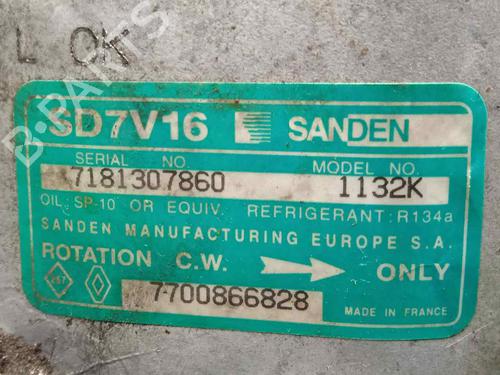 L OK
SD7V16 SANDEN
SERIAL NO. MODEL NO.
7181307860 1132K
OIL: SP-10 OR EQUIV. REFRIGERANT: R134a
SANDEN MANUFACTURING EUROPE S.A.
ROTATION C.W. ONLY
7700866828
MADE IN FRANCE
B-PARTS